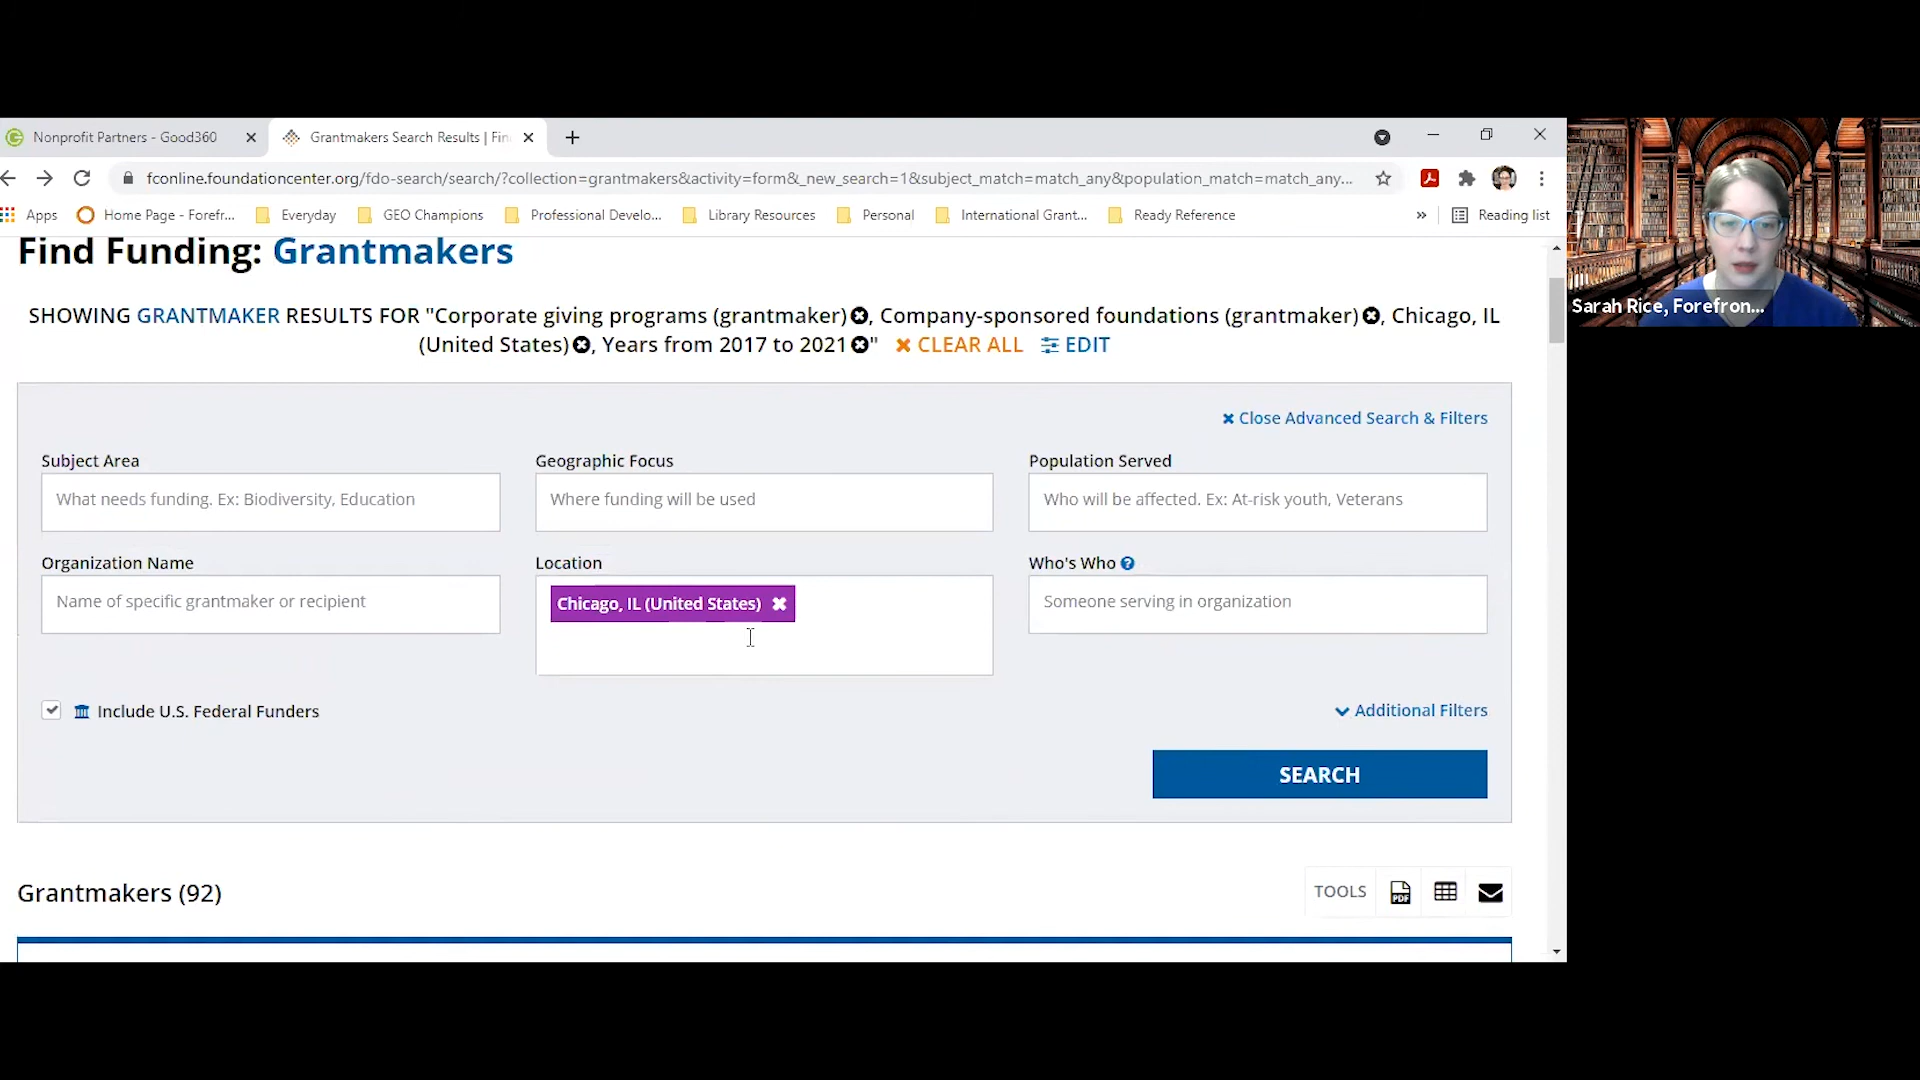 Nonprofit Partners - Good360
Grantmakers Search Results | Fin
fconline.foundationcenter.org/fdo-search/search/?collection=grantmakers&activity=form&_new_search=1&subject_match=match_any&population_match=match_any...
Apps
Home Page - Forefr...
Everyday
GEO Champions
Professional Develo...
Library Resources
Personal
International Grant...
Ready Reference
»
Reading list
Find Funding: Grantmakers
SHOWING GRANTMAKER RESULTS FOR "Corporate giving programs (grantmaker), Company-sponsored foundations (grantmaker), Chicago, IL
(United States), Years from 2017 to 2021" CLEAR ALL EDIT
Close Advanced Search & Filters
Subject Area
Geographic Focus
Population Served
What needs funding. Ex: Biodiversity, Education
Where funding will be used
Who will be affected. Ex: At-risk youth, Veterans
Organization Name
Location
Who's Who ?
Name of specific grantmaker or recipient
Chicago, IL (United States)
Someone serving in organization
Include U.S. Federal Funders
Additional Filters
SEARCH
Grantmakers (92)
TOOLS
PDF
Sarah Rice, Forefron...